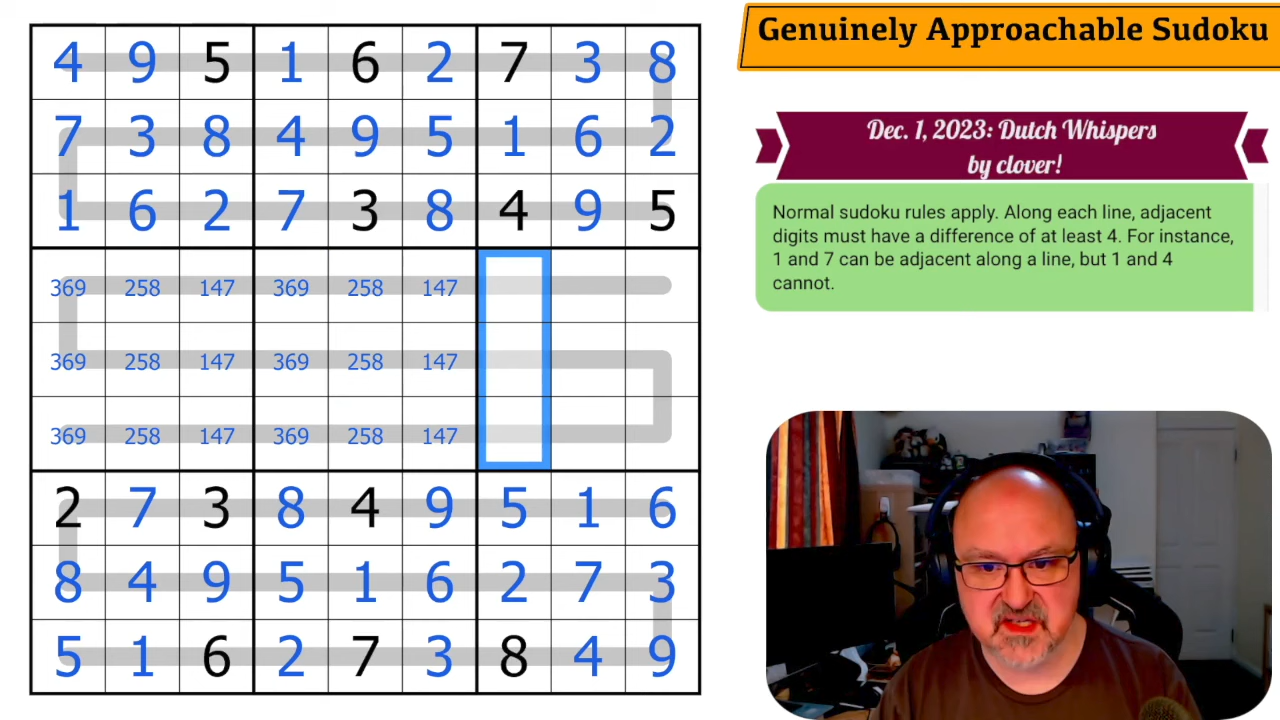 Genuinely Approachable Sudoku
Dec. 1, 2023: Dutch Whispers
by clover!
Normal sudoku rules apply. Along each line, adjacent
digits must have a difference of at least 4. For instance,
1 and 7 can be adjacent along a line, but 1 and 4
cannot.
4 9 5 1 6 2 7 3 8
7 3 8 4 9 5 1 6 2
1 6 2 7 3 8 4 9 5
369 258 147 369 258 147
369 258 147 369 258 147
369 258 147 369 258 147
2 7 3 8 4 9 5 1 6
8 4 9 5 1 6 2 7 3
5 1 6 2 7 3 8 4 9